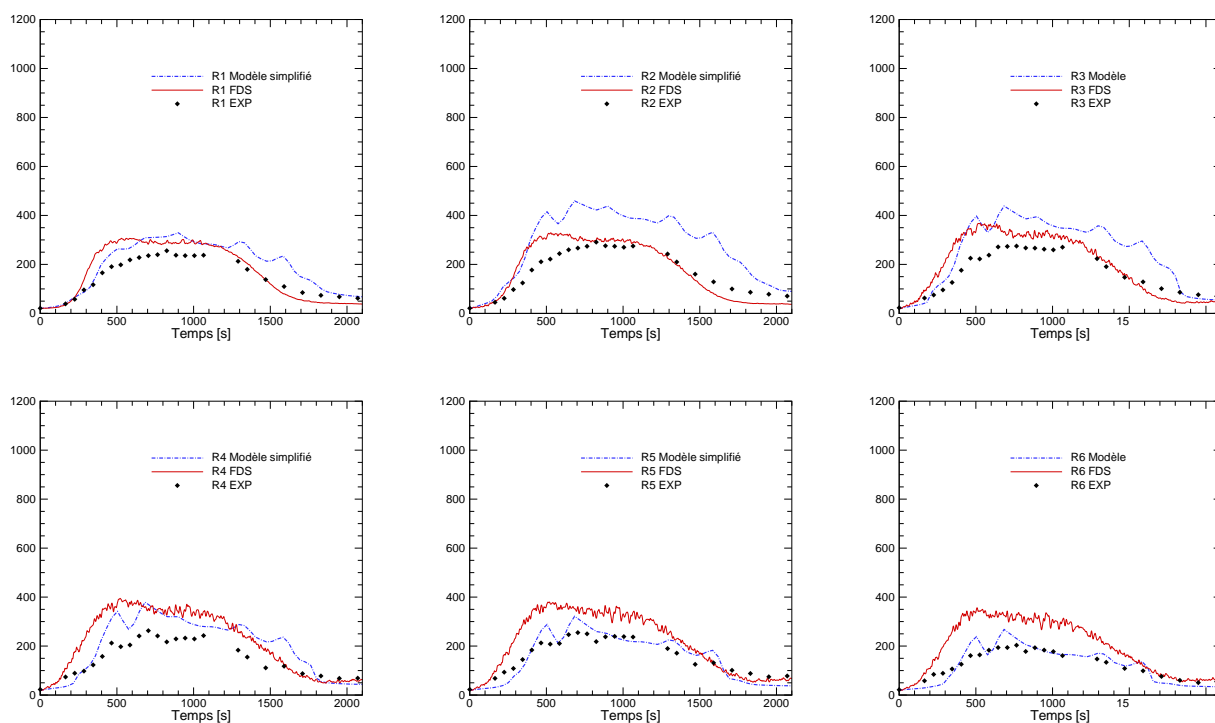 1200
1000
800
600
400
200
0
R1 Modèle simplifié
R1 FDS
R1 EXP
0 500 1000 1500 2000
Temps [s]
1200
1000
800
600
400
200
0
R2 Modèle simplifié
R2 FDS
R2 EXP
0 500 1000 1500 2000
Temps [s]
1200
1000
800
600
400
200
0
R3 Modèle
R3 FDS
R3 EXP
0 500 1000 15
Temps [s]
1200
1000
800
600
400
200
0
R4 Modèle simplifié
R4 FDS
R4 EXP
0 500 1000 1500 2000
Temps [s]
1200
1000
800
600
400
200
0
R5 Modèle simplifié
R5 FDS
R5 EXP
0 500 1000 1500 2000
Temps [s]
1200
1000
800
600
400
200
0
R6 Modèle
R6 FDS
R6 EXP
0 500 1000 15
Temps [s]